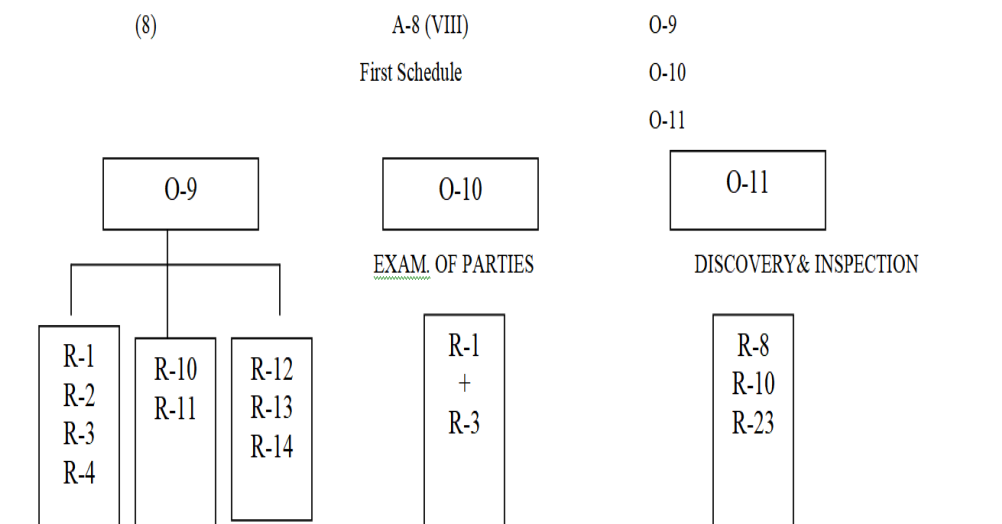 (8) A-8 (VIII) O-9
First Schedule O-10
O-11
O-9 O-10 O-11
EXAM. OF PARTIES DISCOVERY& INSPECTION
R-1
R-2
R-3
R-4
R-10
R-11
R-12
R-13
R-14
R-1
+
R-3
R-8
R-10
R-23